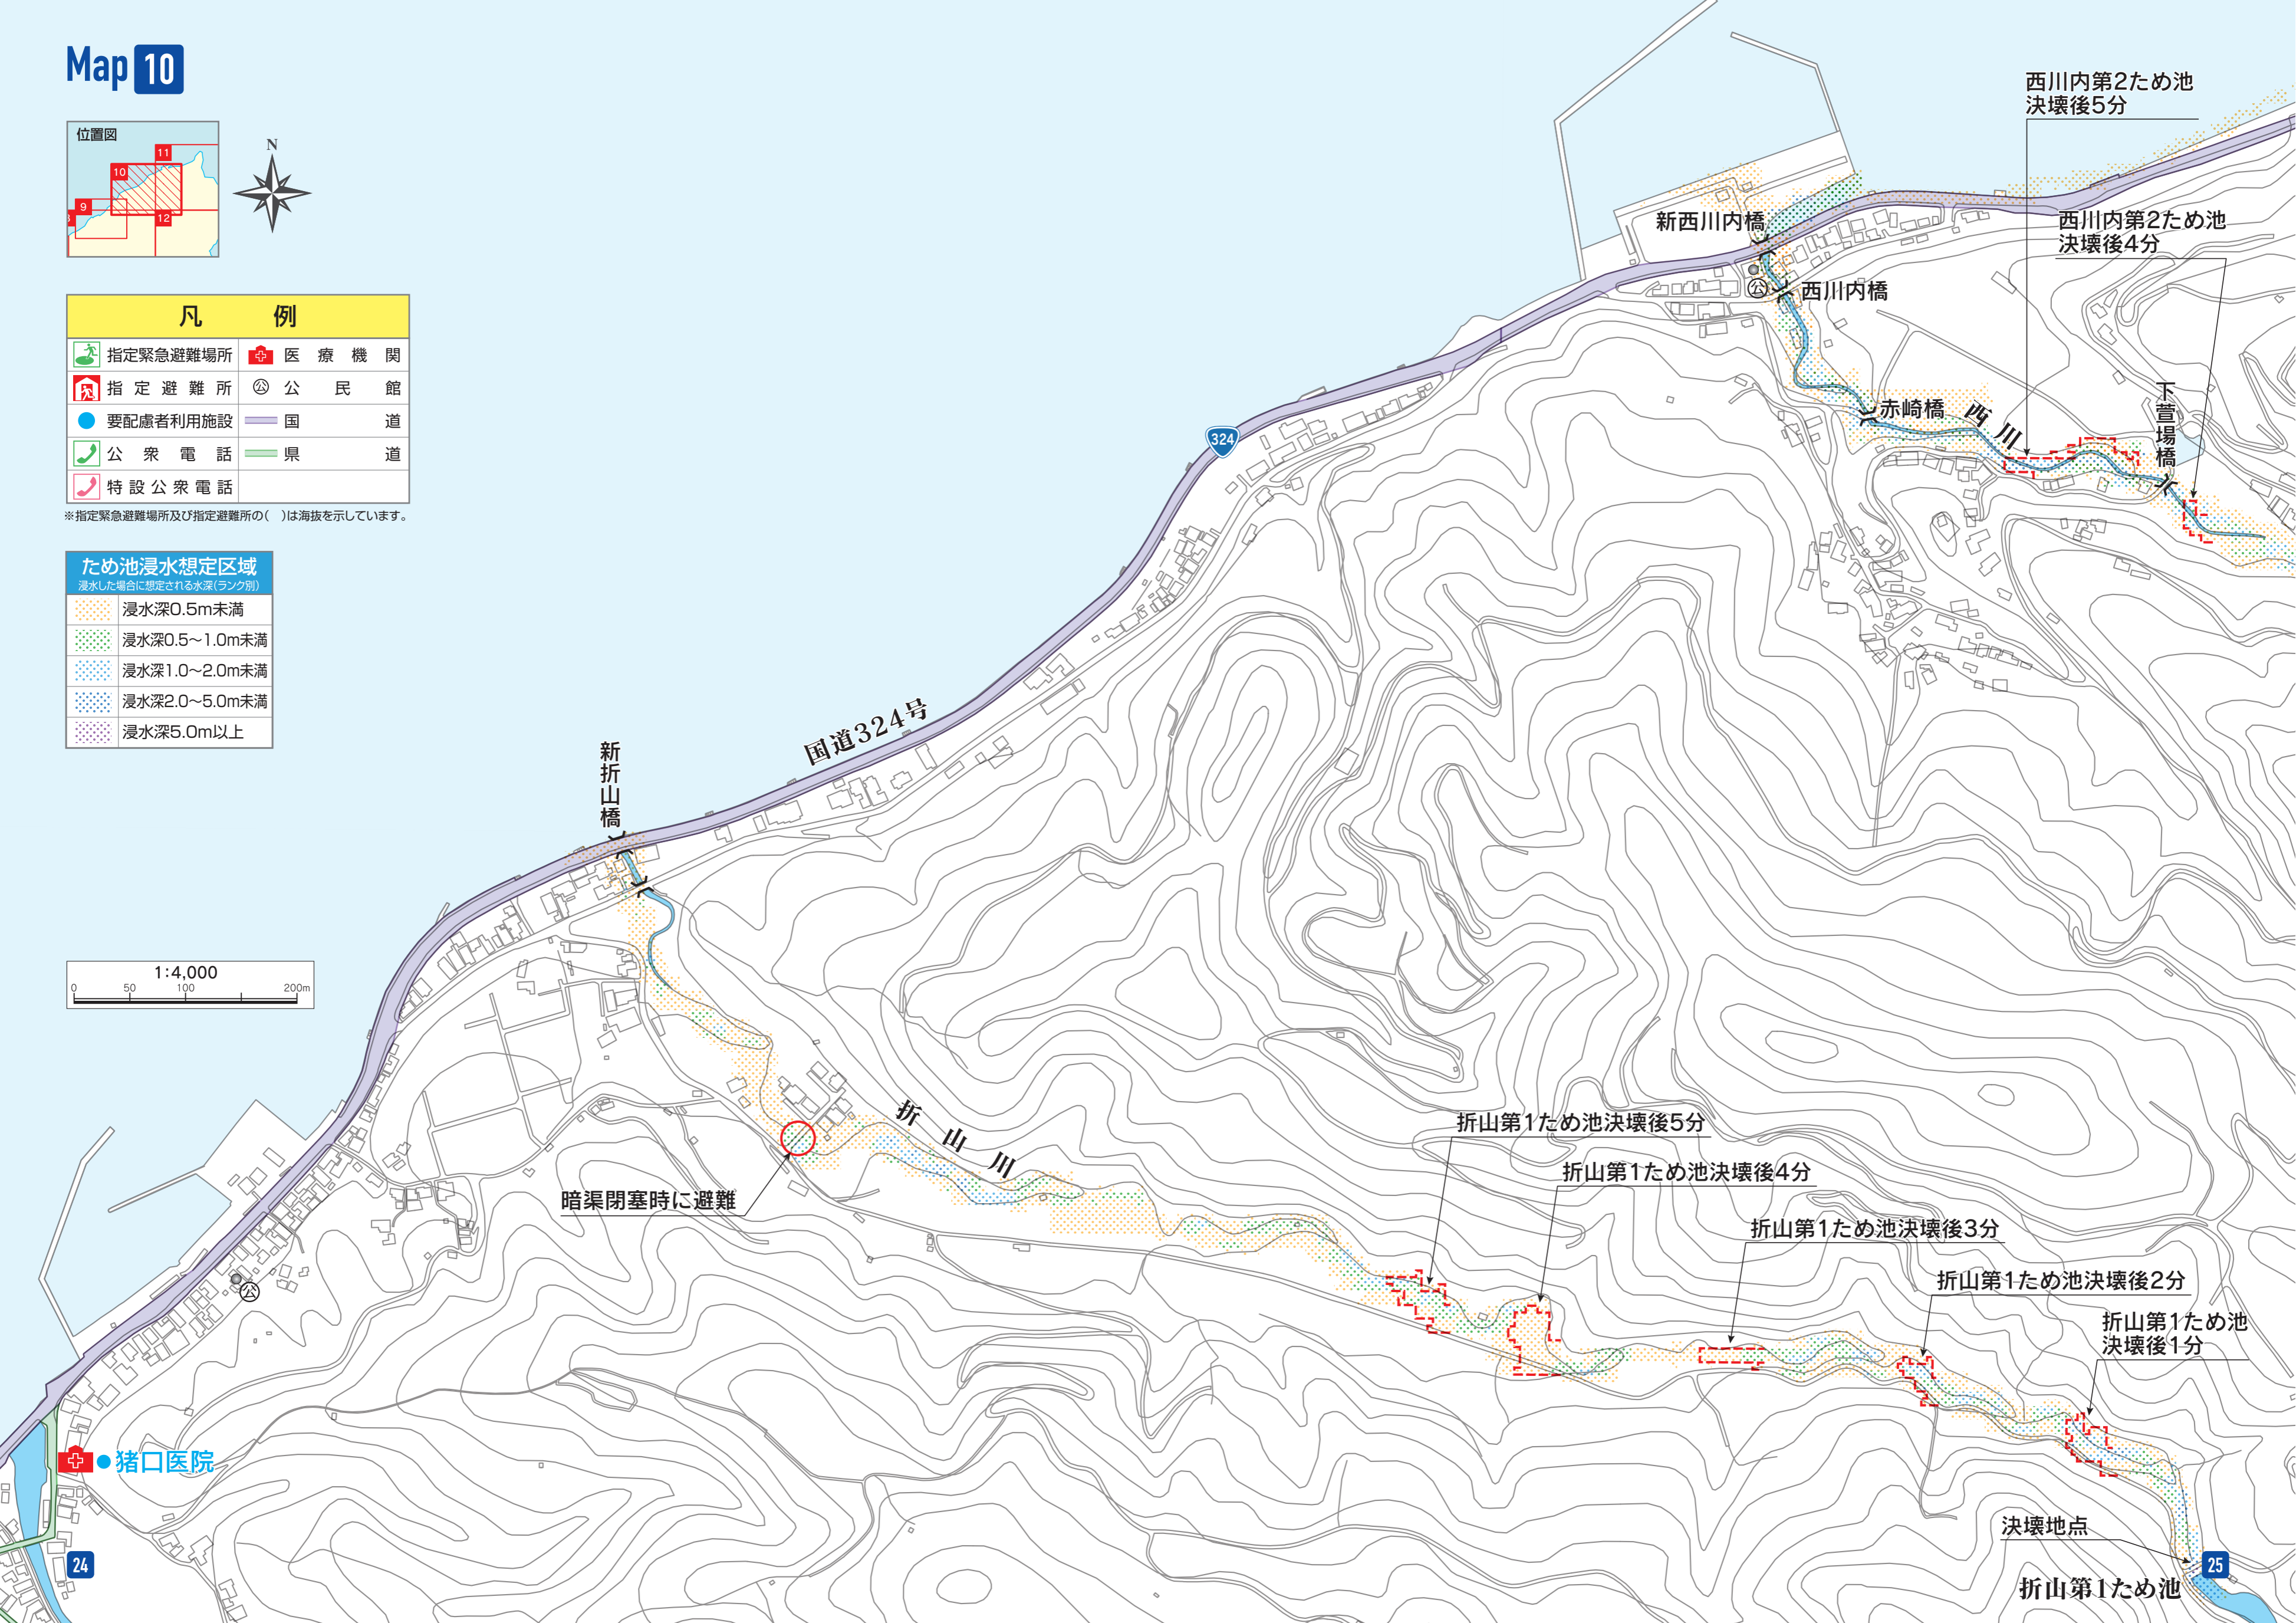 Map 10
位置図
11
10
9
12
N
凡 例
指定緊急避難場所
医療機関
指定避難所
公 公民館
要配慮者利用施設
国道
公衆電話
県道
特設公衆電話
※指定緊急避難場所及び指定避難所の( )は海抜を示しています。
ため池浸水想定区域
浸水した場合に想定される水深(ランク別)
浸水深0.5m未満
浸水深0.5～1.0m未満
浸水深1.0～2.0m未満
浸水深2.0～5.0m未満
浸水深5.0m以上
1:4,000
0 50 100 200m
西川内第2ため池
決壊後5分
西川内第2ため池
決壊後4分
新西川内橋
公
西川内橋
赤崎橋
西川
下萱場橋
324
国道324号
新折山橋
折山川
暗渠閉塞時に避難
折山第1ため池決壊後5分
折山第1ため池決壊後4分
折山第1ため池決壊後3分
折山第1ため池決壊後2分
折山第1ため池
決壊後1分
公
猪口医院
決壊地点
折山第1ため池
24
25